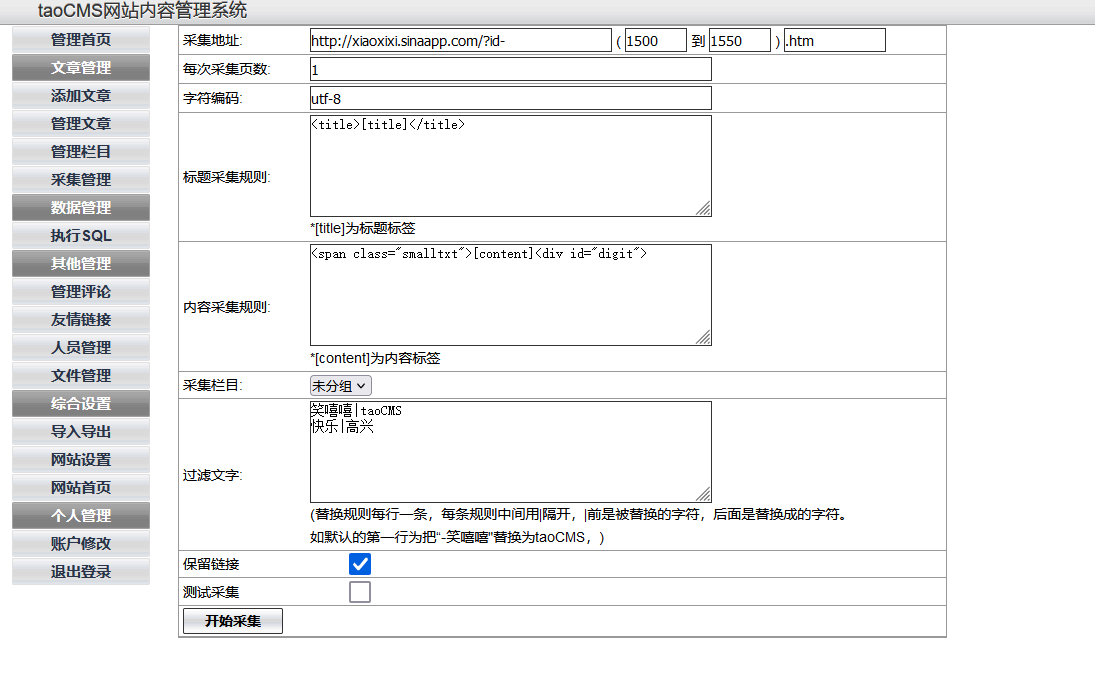 taoCMS网站内容管理系统
管理首页
文章管理
添加文章
管理文章
管理栏目
采集管理
数据管理
执行SQL
其他管理
管理评论
友情链接
人员管理
文件管理
综合设置
导入导出
网站设置
网站首页
个人管理
账户修改
退出登录
采集地址: http://xiaoxixi.sinaapp.com/?id- ( 1500 到 1550 ) .htm
每次采集页数: 1
字符编码: utf-8
标题采集规则:
<title>[title]</title>
*[title]为标题标签
内容采集规则:
<span class="smalltxt">[content]<div id="digit">
*[content]为内容标签
采集栏目: 未分组
过滤文字:
笑嘻嘻|taoCMS
快乐|高兴
(替换规则每行一条，每条规则中间用|隔开，|前是被替换的字符，后面是替换成的字符。
如默认的第一行为把“-笑嘻嘻”替换为taoCMS，)
保留链接
测试采集
开始采集